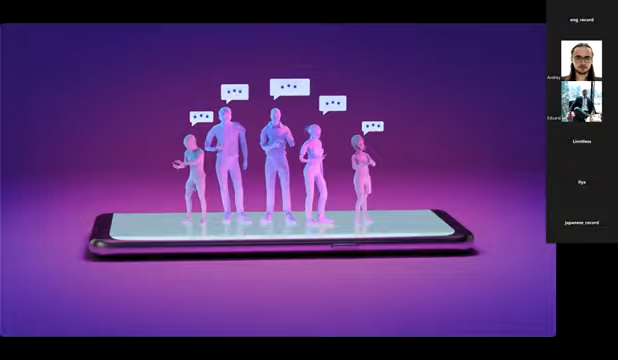 eng_record
Andrey
Eduard
Limitless
Ilya
japanese_record